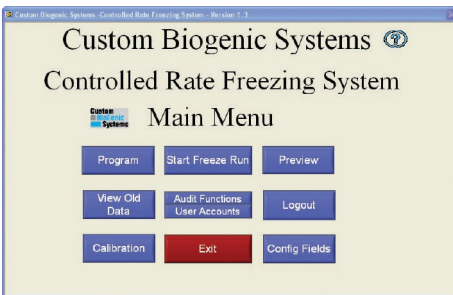 Custom Biogenic Systems -Controlled Rate Freezing System - Version 1.3
Custom Biogenic Systems ?
Controlled Rate Freezing System
Custom
BioGenic
Systems
Main Menu
Program
Start Freeze Run
Preview
View Old
Data
Audit Functions
User Accounts
Logout
Calibration
Exit
Config Fields